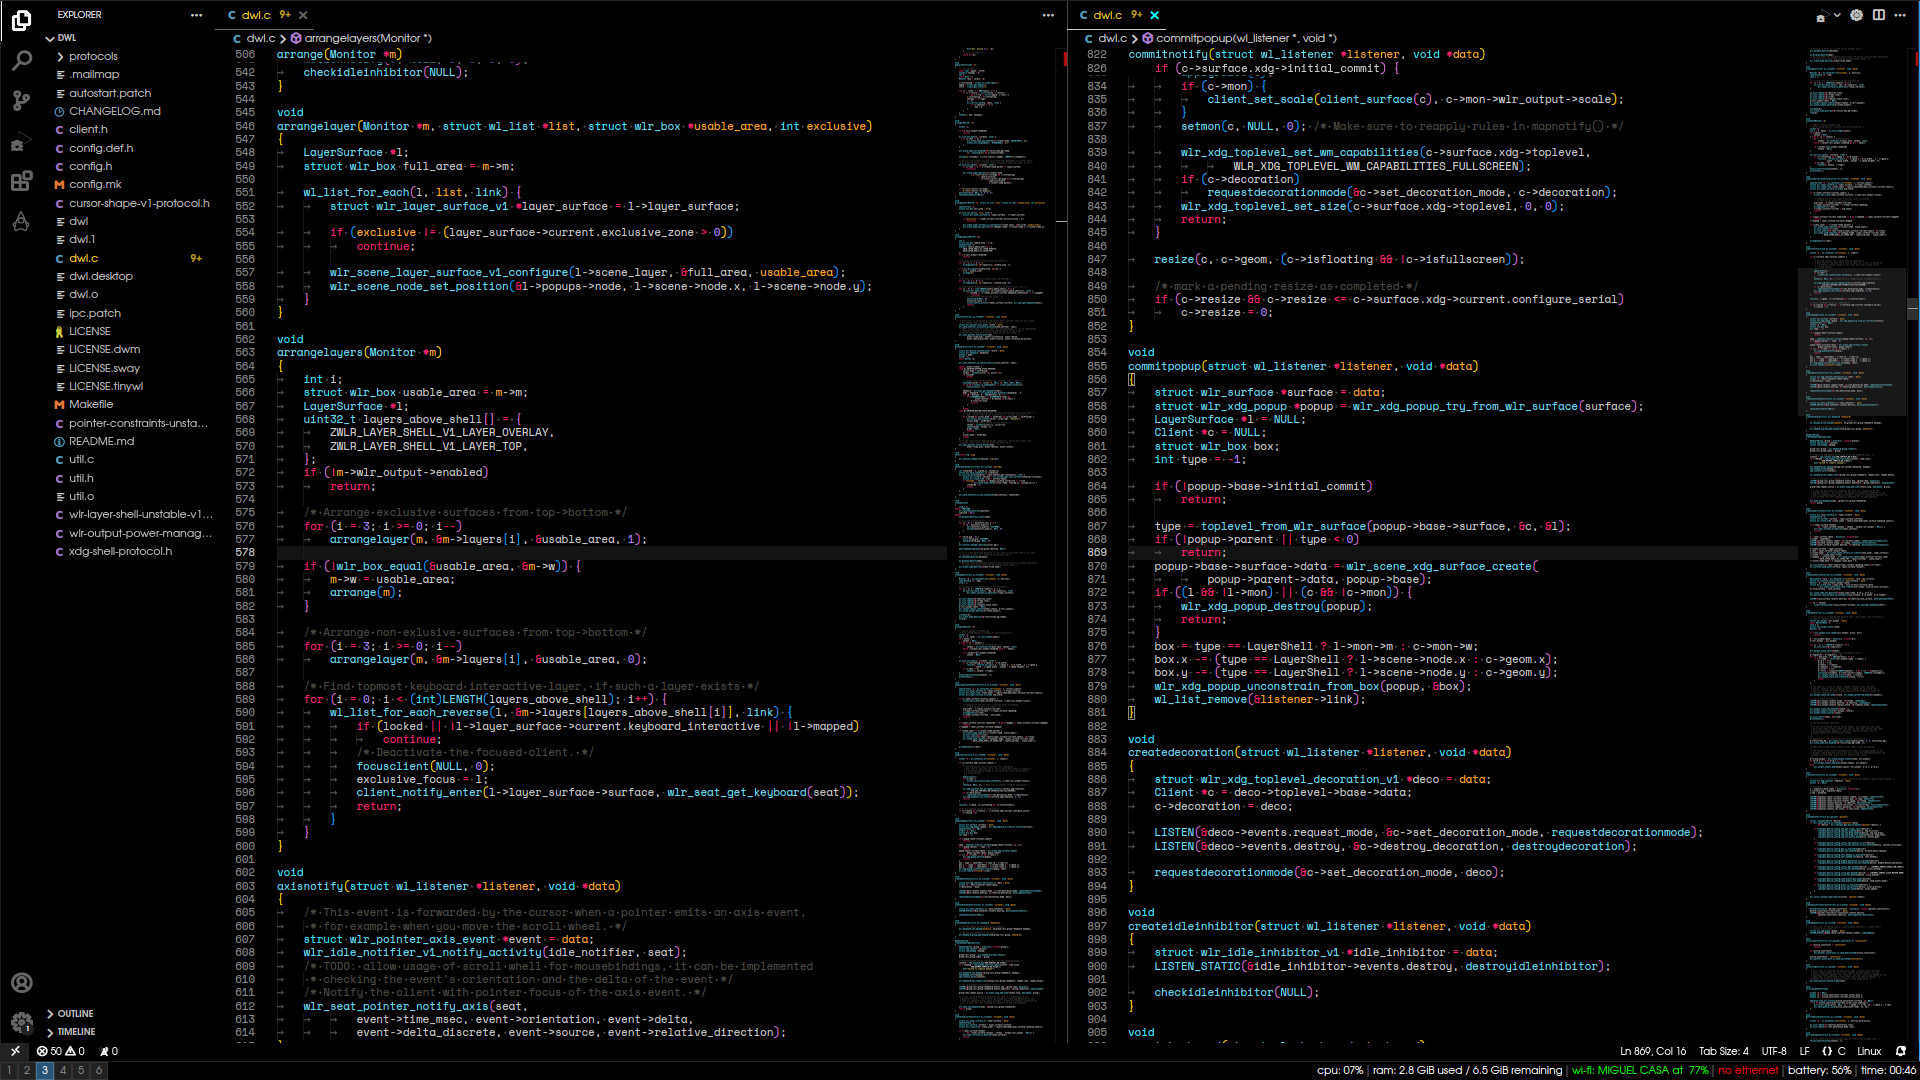 EXPLORER
DWL
protocols
.mailmap
autostart.patch
CHANGELOG.md
client.h
config.def.h
config.h
config.mk
cursor-shape-v1-protocol.h
dwl
dwl.1
dwl.c 9+
dwl.desktop
dwl.o
ipc.patch
LICENSE
LICENSE.dwm
LICENSE.sway
LICENSE.tinywl
Makefile
pointer-constraints-unsta...
README.md
util.c
util.h
util.o
wlr-layer-shell-unstable-v1...
wlr-output-power-manag...
xdg-shell-protocol.h
OUTLINE
TIMELINE
dwl.c 9+
dwl.c > arrangelayers(Monitor *)
506 arrange(Monitor *m)
542 checkidleinhibitor(NULL);
543 }
544
545 void
546 arrangelayer(Monitor *m, struct wl_list *list, struct wlr_box *usable_area, int exclusive)
547 {
548 LayerSurface *l;
549 struct wlr_box full_area = m->m;
550
551 wl_list_for_each(l, list, link) {
552 struct wlr_layer_surface_v1 *layer_surface = l->layer_surface;
553
554 if (exclusive != (layer_surface->current.exclusive_zone > 0))
555 continue;
556
557 wlr_scene_layer_surface_v1_configure(l->scene_layer, &full_area, usable_area);
558 wlr_scene_node_set_position(&l->popups->node, l->scene->node.x, l->scene->node.y);
559 }
560 }
561
562 void
563 arrangelayers(Monitor *m)
564 {
565 int i;
566 struct wlr_box usable_area = m->m;
567 LayerSurface *l;
568 uint32_t layers_above_shell[] = {
569 ZWLR_LAYER_SHELL_V1_LAYER_OVERLAY,
570 ZWLR_LAYER_SHELL_V1_LAYER_TOP,
571 };
572 if (!m->wlr_output->enabled)
573 return;
574
575 /* Arrange exclusive surfaces from top->bottom */
576 for (i = 3; i >= 0; i--)
577 arrangelayer(m, &m->layers[i], &usable_area, 1);
578
579 if (!wlr_box_equal(&usable_area, &m->w)) {
580 m->w = usable_area;
581 arrange(m);
582 }
583
584 /* Arrange non-exlusive surfaces from top->bottom */
585 for (i = 3; i >= 0; i--)
586 arrangelayer(m, &m->layers[i], &usable_area, 0);
587
588 /* Find topmost keyboard interactive layer, if such a layer exists */
589 for (i = 0; i < (int)LENGTH(layers_above_shell); i++) {
590 wl_list_for_each_reverse(l, &m->layers[layers_above_shell[i]], link) {
591 if (locked || !l->layer_surface->current.keyboard_interactive || !l->mapped)
592 continue;
593 /* Deactivate the focused client. */
594 focusclient(NULL, 0);
595 exclusive_focus = l;
596 client_notify_enter(l->layer_surface->surface, wlr_seat_get_keyboard(seat));
597 return;
598 }
599 }
600 }
601
602 void
603 axisnotify(struct wl_listener *listener, void *data)
604 {
605 /* This event is forwarded by the cursor when a pointer emits an axis event,
606 * for example when you move the scroll wheel. */
607 struct wlr_pointer_axis_event *event = data;
608 wlr_idle_notifier_v1_notify_activity(idle_notifier, seat);
609 /* TODO: allow usage of scroll whell for mousebindings, it can be implemented
610 * checking the event's orientation and the delta of the event */
611 /* Notify the client with pointer focus of the axis event. */
612 wlr_seat_pointer_notify_axis(seat,
613 event->time_msec, event->orientation, event->delta,
614 event->delta_discrete, event->source, event->relative_direction);
dwl.c 9+
dwl.c > commitpopup(wl_listener *, void *)
822 commitnotify(struct wl_listener *listener, void *data)
826 if (c->surface.xdg->initial_commit) {
834 if (c->mon) {
835 client_set_scale(client_surface(c), c->mon->wlr_output->scale);
836 }
837 setmon(c, NULL, 0); /* Make sure to reapply rules in mapnotify() */
838
839 wlr_xdg_toplevel_set_wm_capabilities(c->surface.xdg->toplevel,
840 WLR_XDG_TOPLEVEL_WM_CAPABILITIES_FULLSCREEN);
841 if (c->decoration)
842 requestdecorationmode(&c->set_decoration_mode, c->decoration);
843 wlr_xdg_toplevel_set_size(c->surface.xdg->toplevel, 0, 0);
844 return;
845 }
846
847 resize(c, c->geom, (c->isfloating && !c->isfullscreen));
848
849 /* mark a pending resize as completed */
850 if (c->resize && c->resize <= c->surface.xdg->current.configure_serial)
851 c->resize = 0;
852 }
853
854 void
855 commitpopup(struct wl_listener *listener, void *data)
856 {
857 struct wlr_surface *surface = data;
858 struct wlr_xdg_popup *popup = wlr_xdg_popup_try_from_wlr_surface(surface);
859 LayerSurface *l = NULL;
860 Client *c = NULL;
861 struct wlr_box box;
862 int type = -1;
863
864 if (!popup->base->initial_commit)
865 return;
866
867 type = toplevel_from_wlr_surface(popup->base->surface, &c, &l);
868 if (!popup->parent || type < 0)
869 return;
870 popup->base->surface->data = wlr_scene_xdg_surface_create(
871 popup->parent->data, popup->base);
872 if ((l && !l->mon) || (c && !c->mon)) {
873 wlr_xdg_popup_destroy(popup);
874 return;
875 }
876 box = type == LayerShell ? l->mon->m : c->mon->w;
877 box.x -= (type == LayerShell ? l->scene->node.x : c->geom.x);
878 box.y -= (type == LayerShell ? l->scene->node.y : c->geom.y);
879 wlr_xdg_popup_unconstrain_from_box(popup, &box);
880 wl_list_remove(&listener->link);
881 }
882
883 void
884 createdecoration(struct wl_listener *listener, void *data)
885 {
886 struct wlr_xdg_toplevel_decoration_v1 *deco = data;
887 Client *c = deco->toplevel->base->data;
888 c->decoration = deco;
889
890 LISTEN(&deco->events.request_mode, &c->set_decoration_mode, requestdecorationmode);
891 LISTEN(&deco->events.destroy, &c->destroy_decoration, destroydecoration);
892
893 requestdecorationmode(&c->set_decoration_mode, deco);
894 }
895
896 void
897 createidleinhibitor(struct wl_listener *listener, void *data)
898 {
899 struct wlr_idle_inhibitor_v1 *idle_inhibitor = data;
900 LISTEN_STATIC(&idle_inhibitor->events.destroy, destroyidleinhibitor);
901
902 checkidleinhibitor(NULL);
903 }
904
905 void
50 0 0
Ln 869, Col 16 Tab Size: 4 UTF-8 LF {} C Linux
1 2 3 4 5 6
cpu: 07% | ram: 2.8 GiB used / 6.5 GiB remaining | wi-fi: MIGUEL CASA at 77% | no ethernet | battery: 56% | time: 00:46